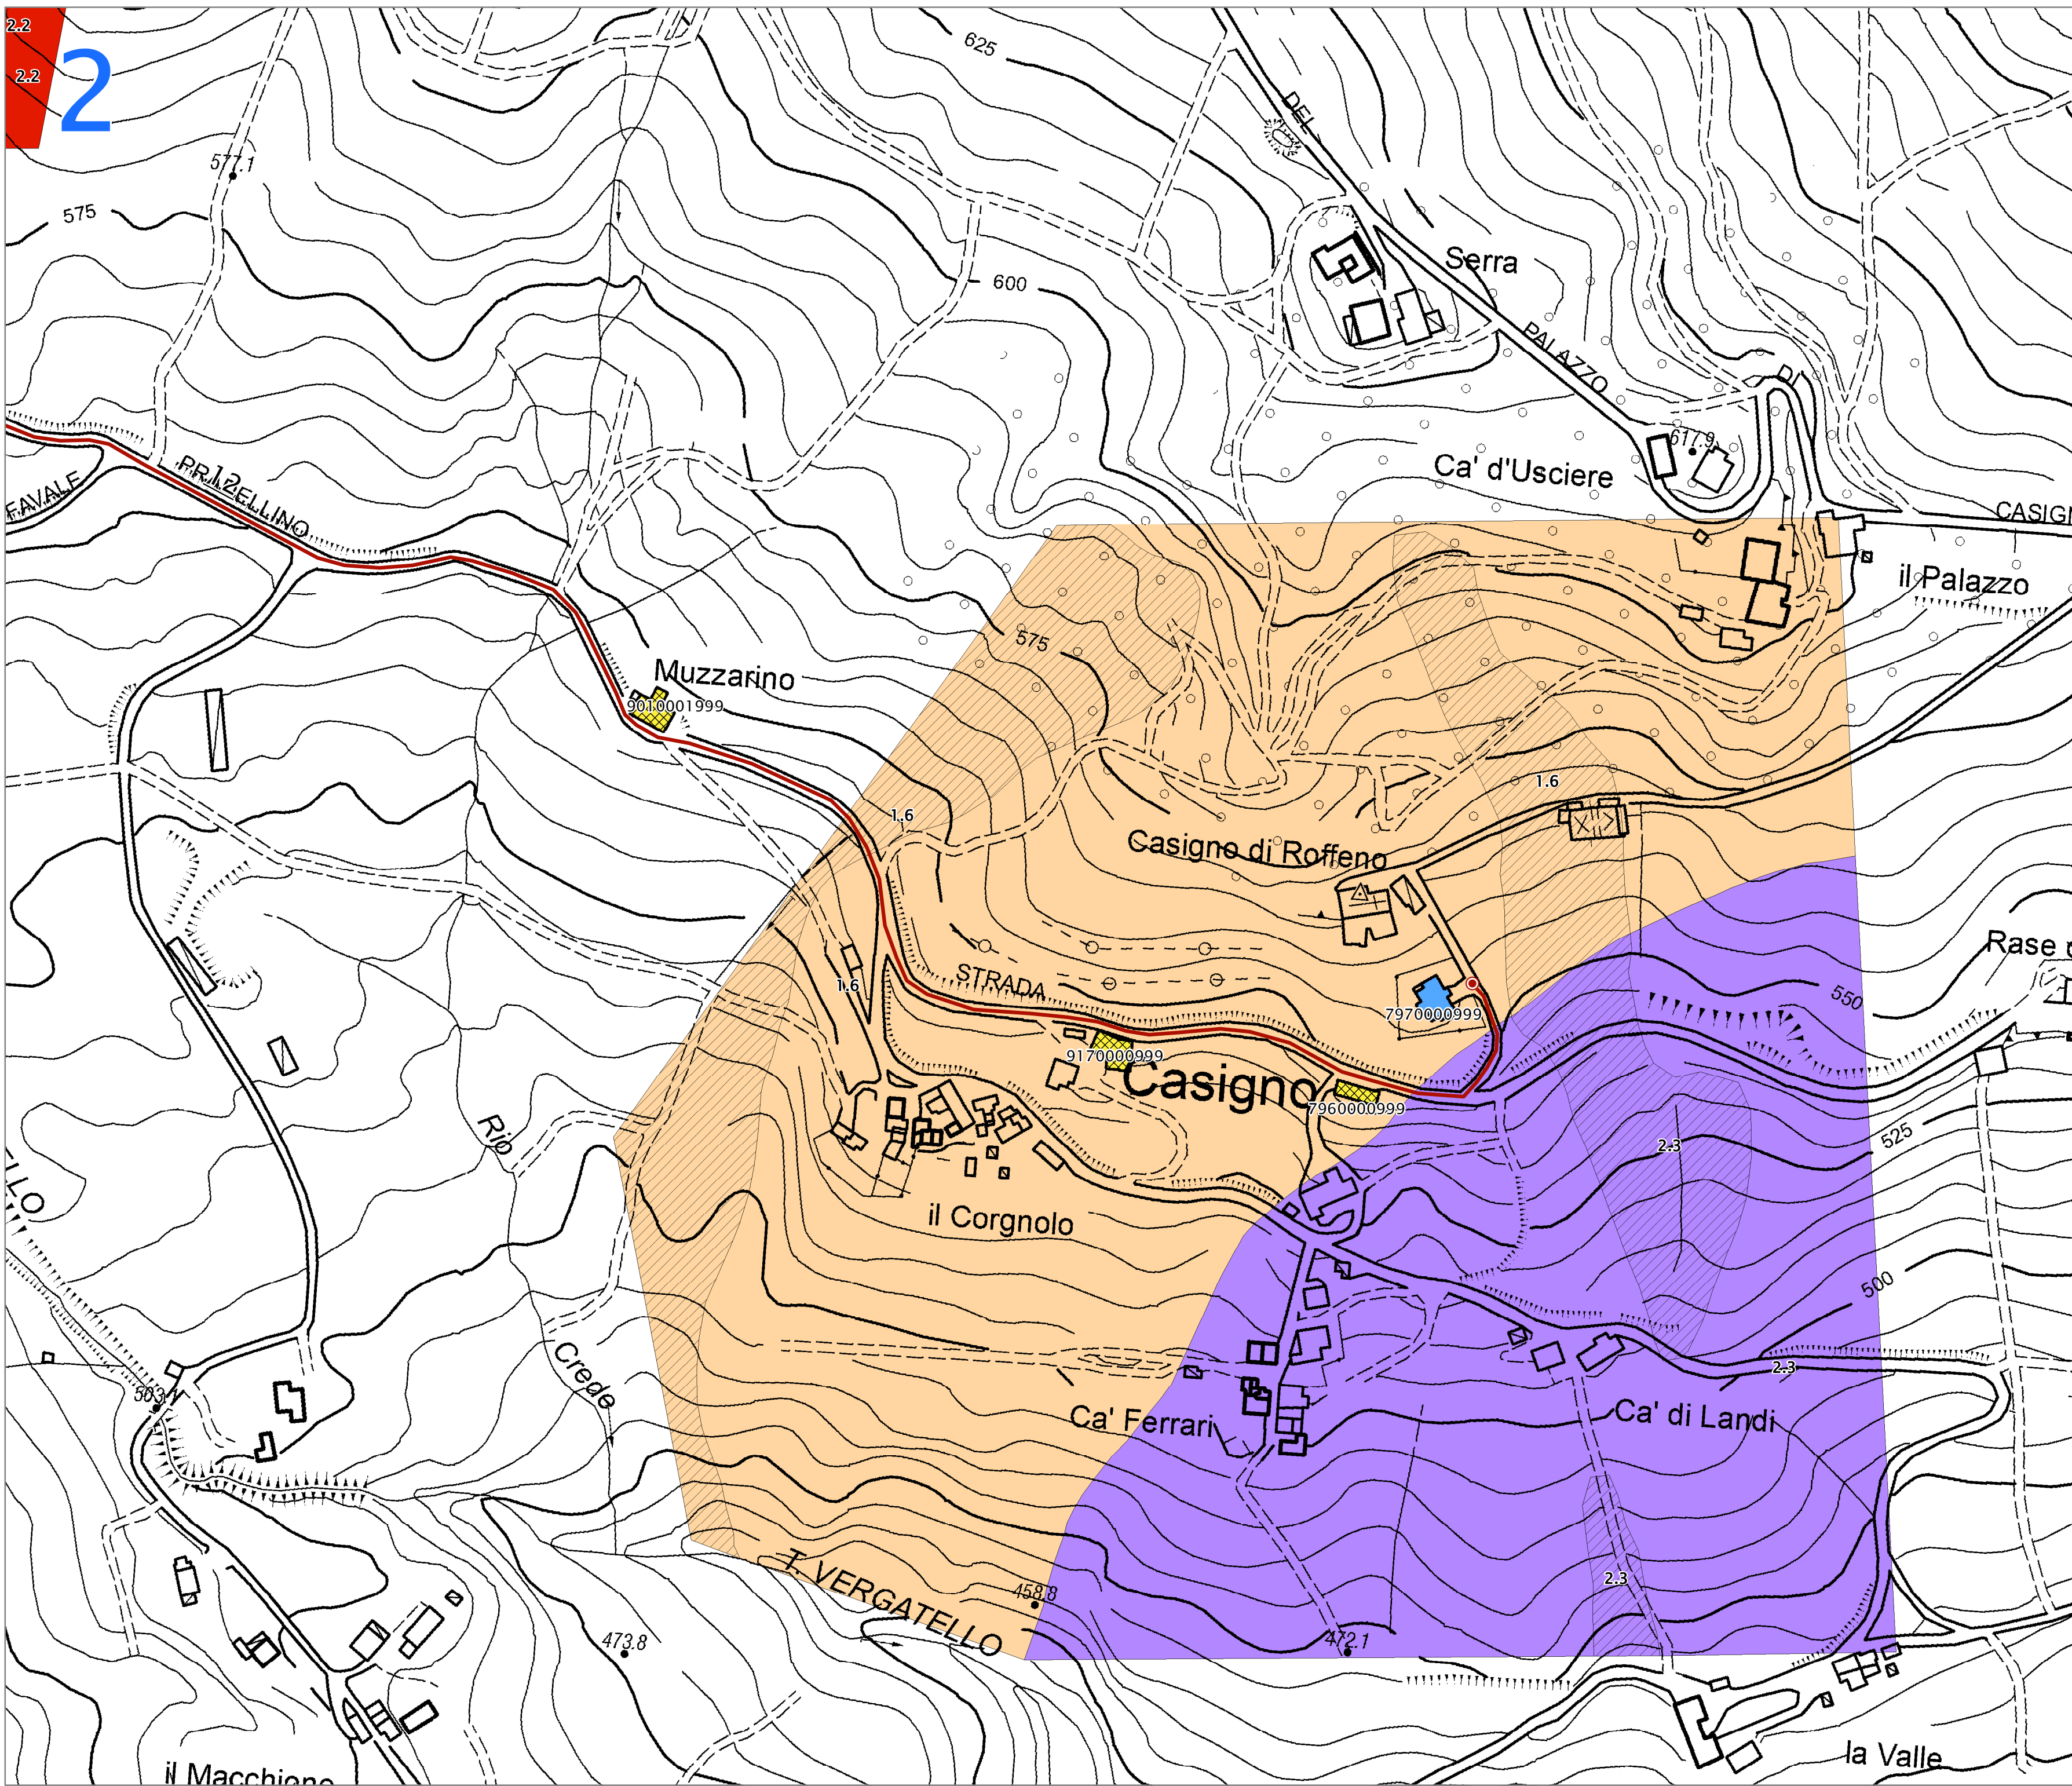 2.2
2.2
2
625
DEL
577.1
575
600
Serra
PALAZZO
DI
617.9
Ca' d'Usciere
CASIGN
FAVALE
12
575
il Palazzo
Muzzarino
9010001999
1.6
1.6
Casigno di Roffeno
Rase
STRADA
1.6
550
7970000999
9170000999
Casigno
7960000999
Rio
525
2.3
LLO
il Corgnolo
500
Crede
2.3
503.1
Ca' Ferrari
Ca' di Landi
T. VERGATELLO
458.8
2.3
473.8
472.1
la Valle
il Macchione